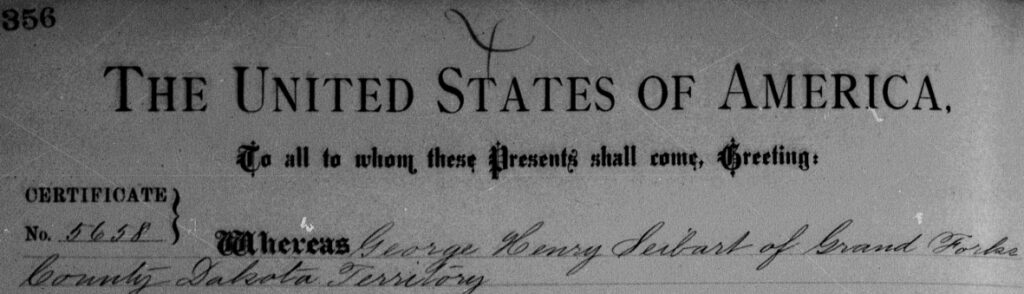 356
THE UNITED STATES OF AMERICA,
To all to whom these Presents shall come, Greeting:
CERTIFICATE
No. 5658
Whereas George Henry Seibart of Grand Forks
County Dakota Territory